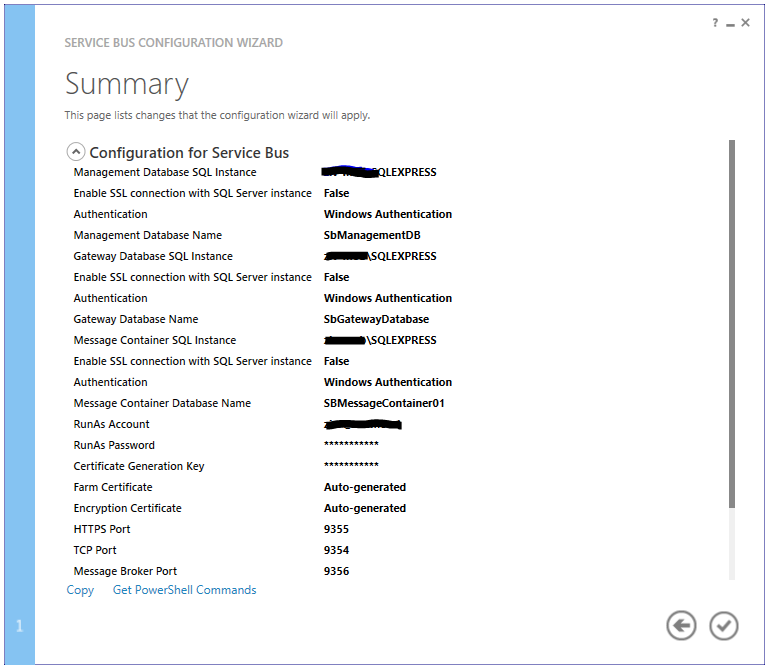 ?
SERVICE BUS CONFIGURATION WIZARD
Summary
This page lists changes that the configuration wizard will apply.
Configuration for Service Bus
Management Database SQL Instance SQLEXPRESS
Enable SSL connection with SQL Server instance False
Authentication Windows Authentication
Management Database Name SbManagementDB
Gateway Database SQL Instance \SQLEXPRESS
Enable SSL connection with SQL Server instance False
Authentication Windows Authentication
Gateway Database Name SbGatewayDatabase
Message Container SQL Instance \SQLEXPRESS
Enable SSL connection with SQL Server instance False
Authentication Windows Authentication
Message Container Database Name SBMessageContainer01
RunAs Account
RunAs Password ***********
Certificate Generation Key ***********
Farm Certificate Auto-generated
Encryption Certificate Auto-generated
HTTPS Port 9355
TCP Port 9354
Message Broker Port 9356
Copy Get PowerShell Commands
1